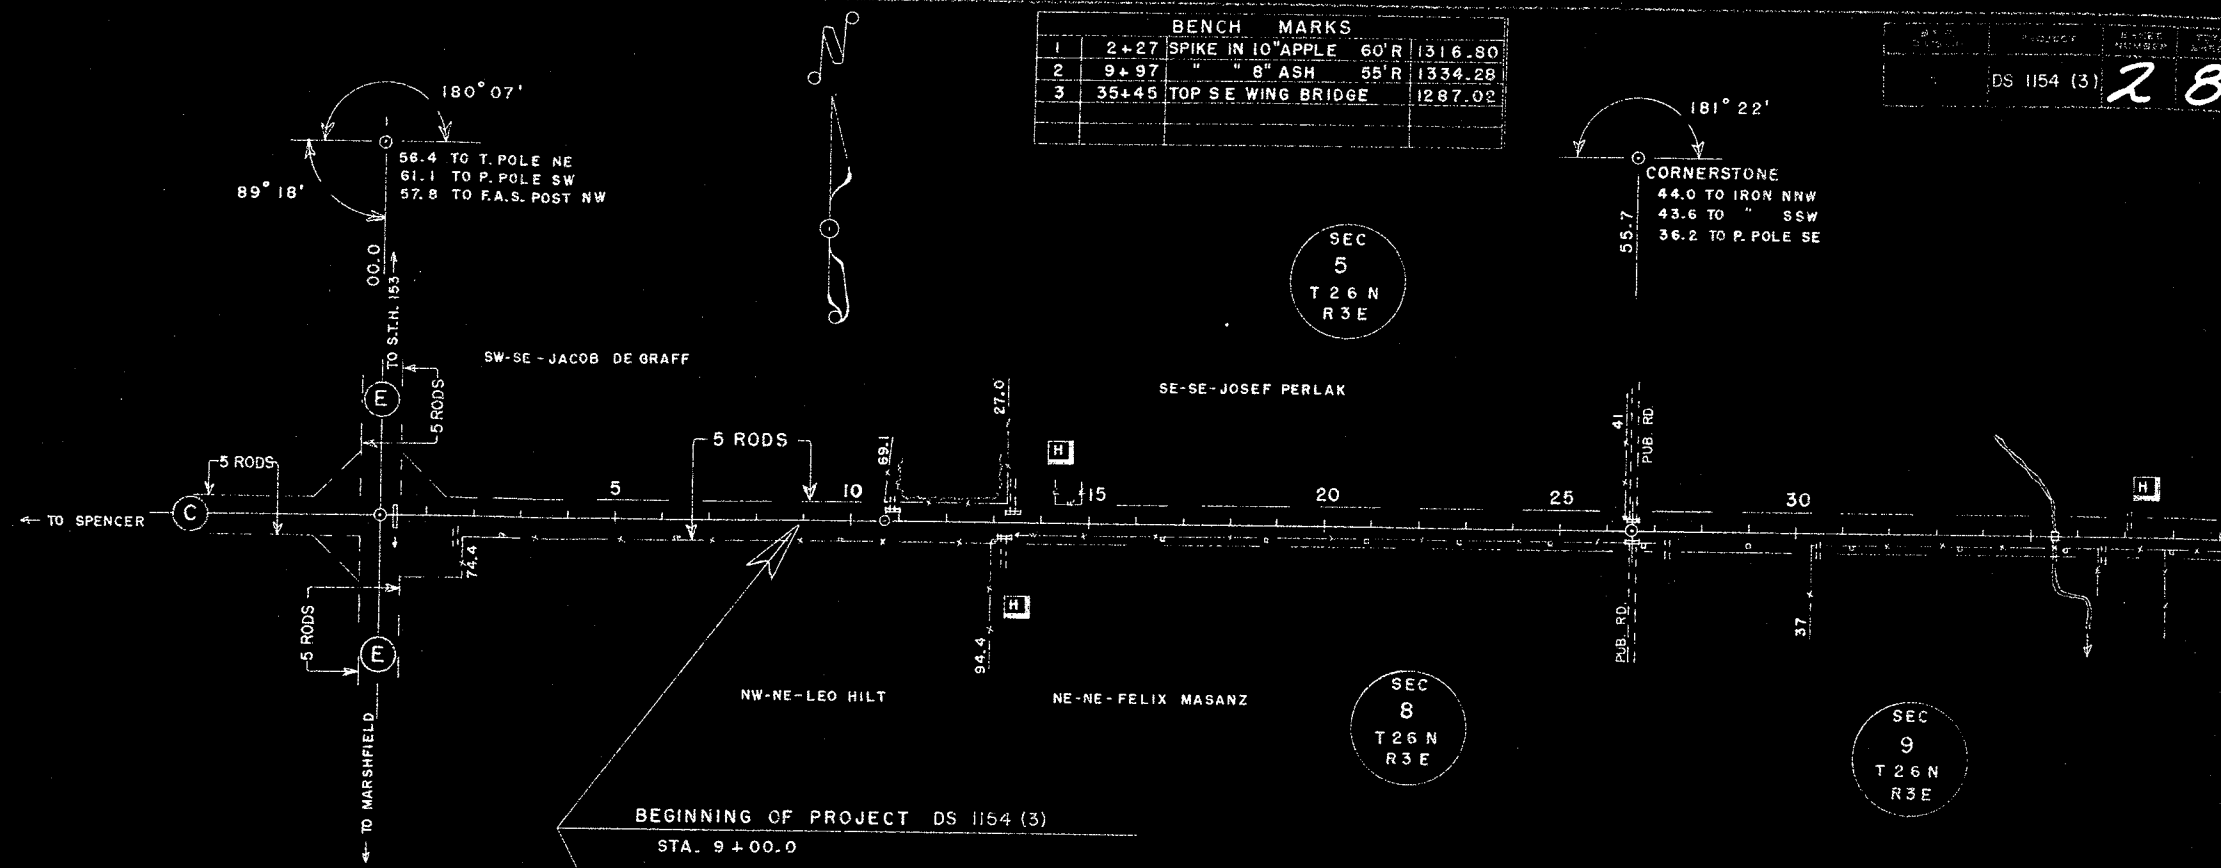 BENCH MARKS
1 2+27 SPIKE IN 10" APPLE 60'R 1316.80
2 9+97 " " 8" ASH 55'R 1334.28
3 35+45 TOP SE WING BRIDGE 1287.02
PROJECT
NUMBER
DS 1154 (3) 2 8
N
180°07'
89°18'
56.4 TO T. POLE NE
61.1 TO P. POLE SW
57.8 TO F.A.S. POST NW
00.0
TO S.T.H. 153
181°22'
CORNERSTONE
44.0 TO IRON NNW
43.6 TO " SSW
36.2 TO P. POLE SE
55.7
SEC
5
T 26 N
R 3 E
SW-SE-JACOB DE GRAFF
SE-SE-JOSEF PERLAK
E
5 RODS
5 RODS
5 RODS
69.1
27.0
H
41
PUB. RD.
C
TO SPENCER
5
10
15
20
25
30
H
74.4
5 RODS
E
94.4
H
PUB. RD.
37
TO MARSHFIELD
NW-NE-LEO HILT
NE-NE-FELIX MASANZ
SEC
8
T 26 N
R 3 E
SEC
9
T 26 N
R 3 E
BEGINNING OF PROJECT DS 1154 (3)
STA. 9+00.0